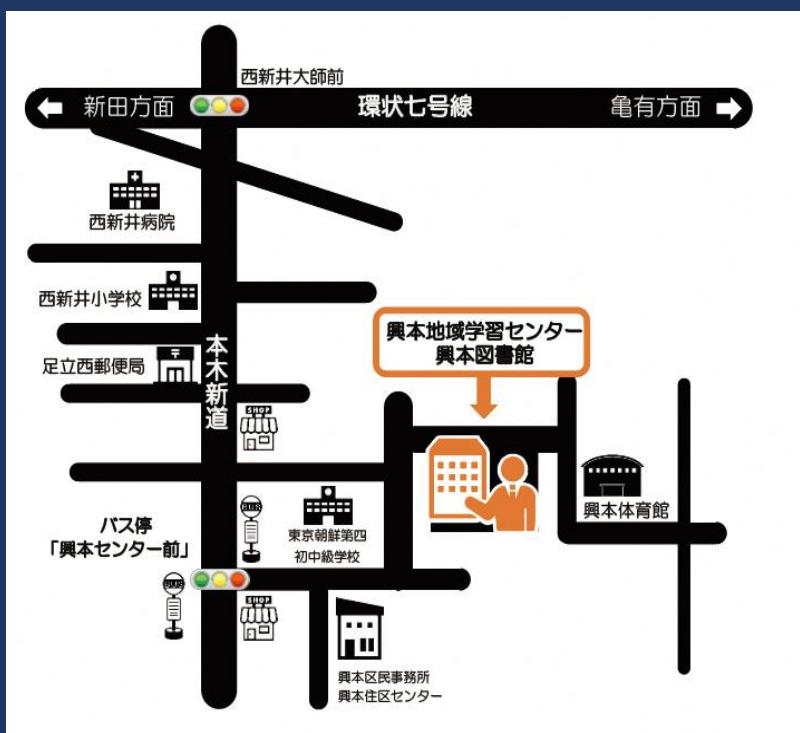 西新井大師前
新田方面
環状七号線
亀有方面
西新井病院
西新井小学校
足立西郵便局
本木新道
SHOP
興本地域学習センター
興本図書館
興本体育館
バス停
「興本センター前」
BUS
東京朝鮮第四
初中級学校
BUS
SHOP
興本区民事務所
興本住区センター